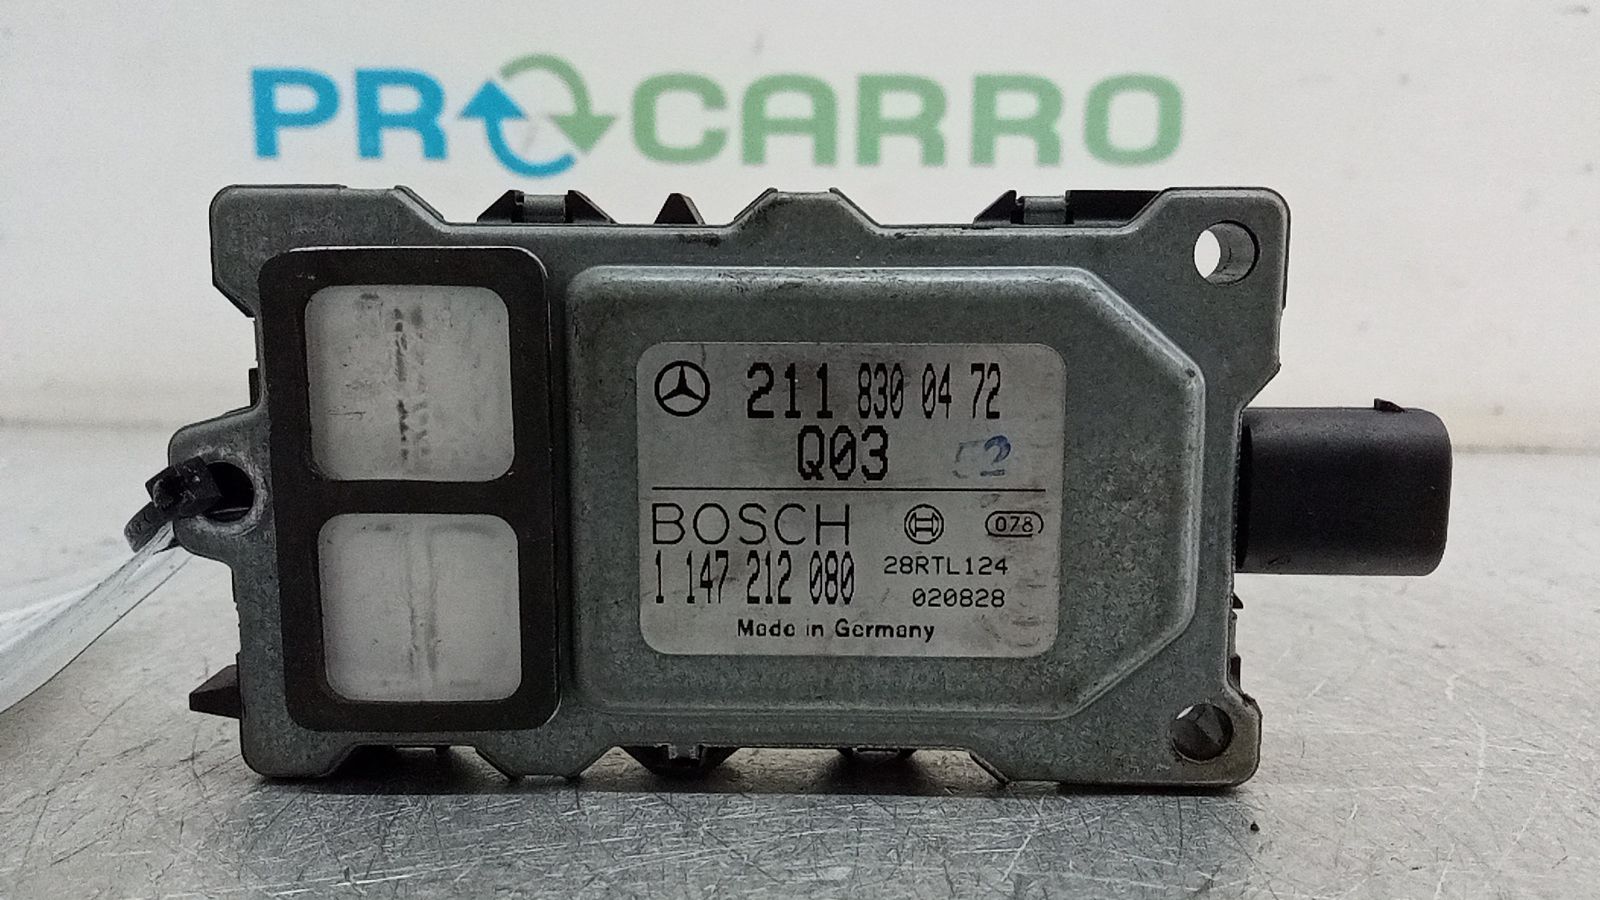 PROCARRO
211 830 04 72
Q03
BOSCH 078
1 147 212 080 28RTL124
020828
Made in Germany